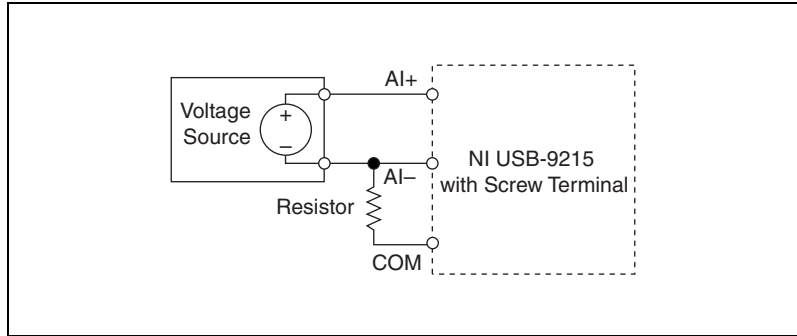 AI+
Voltage
Source
+
–
NI USB-9215
with Screw Terminal
AI–
Resistor
COM